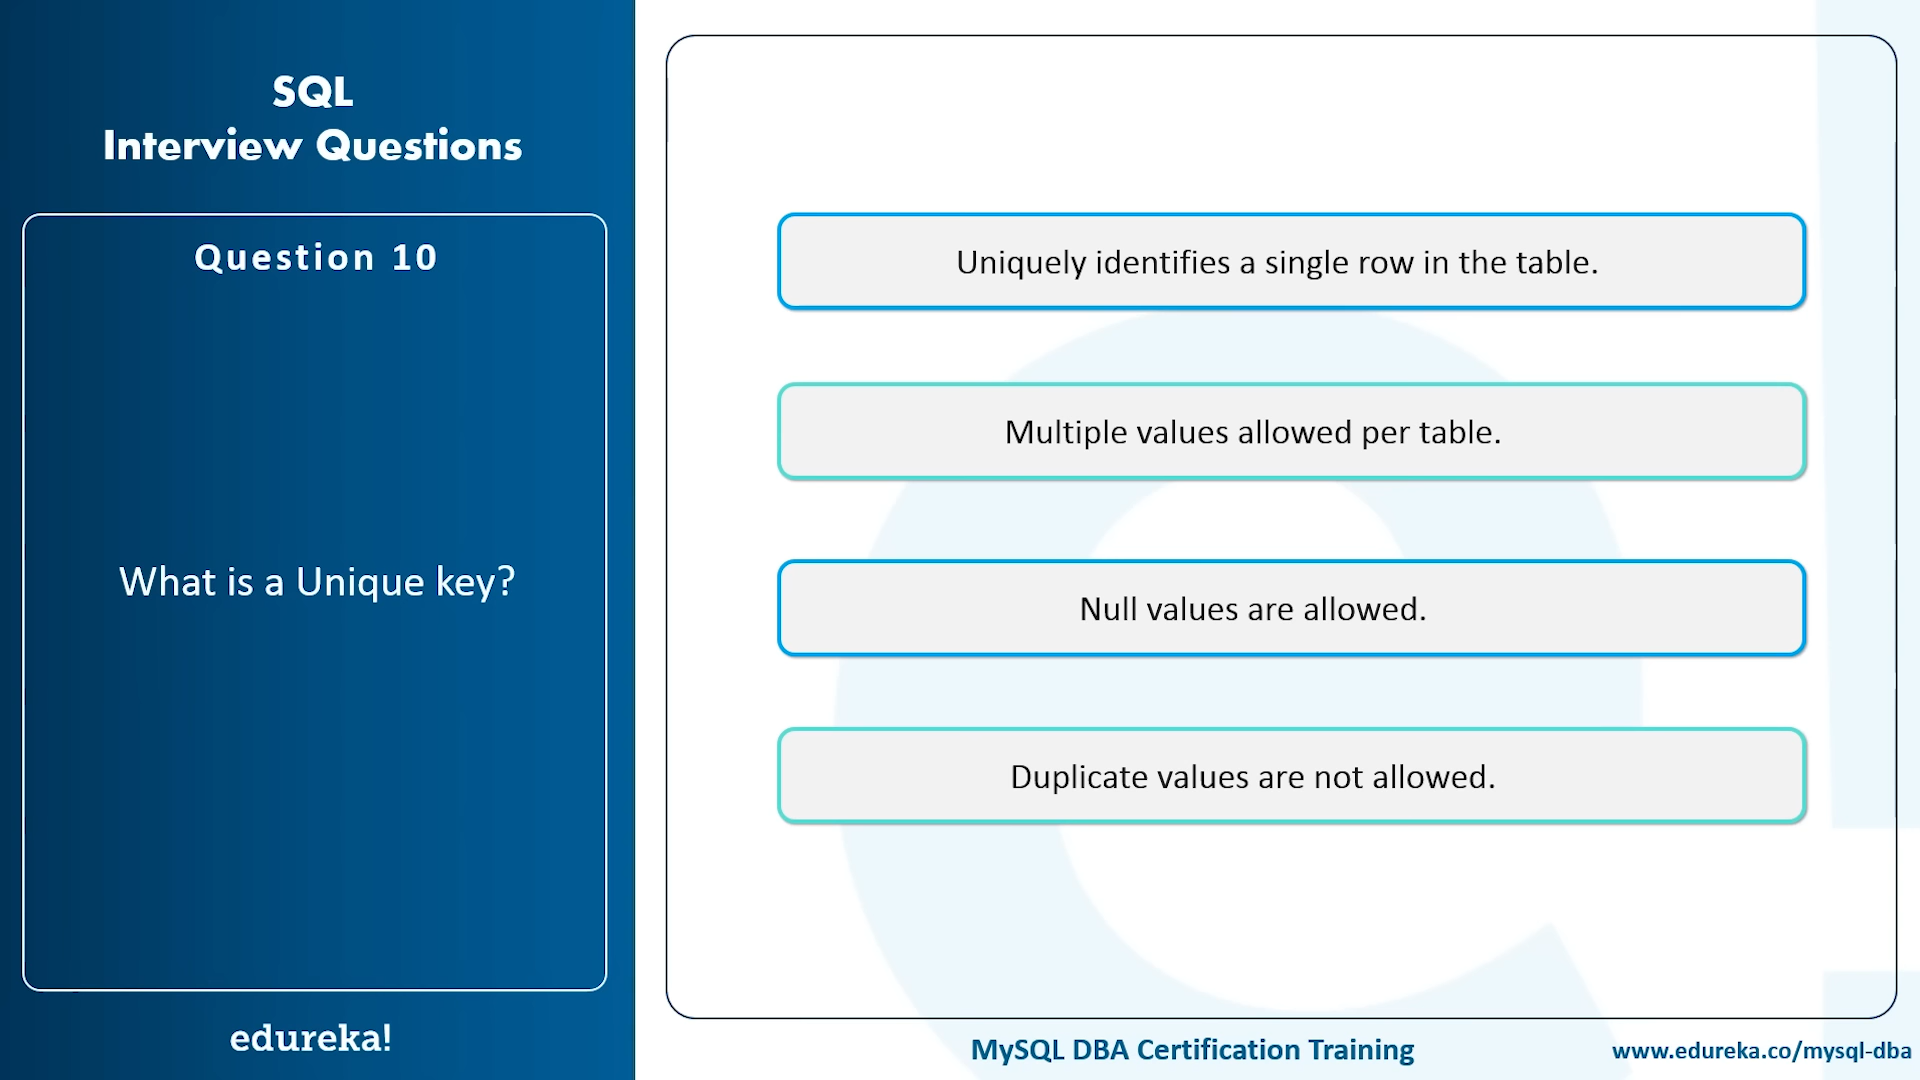 SQL
Interview Questions
Question 10
What is a Unique key?
edureka!
Uniquely identifies a single row in the table.
Multiple values allowed per table.
Null values are allowed.
Duplicate values are not allowed.
MySQL DBA Certification Training
www.edureka.co/mysql-dba